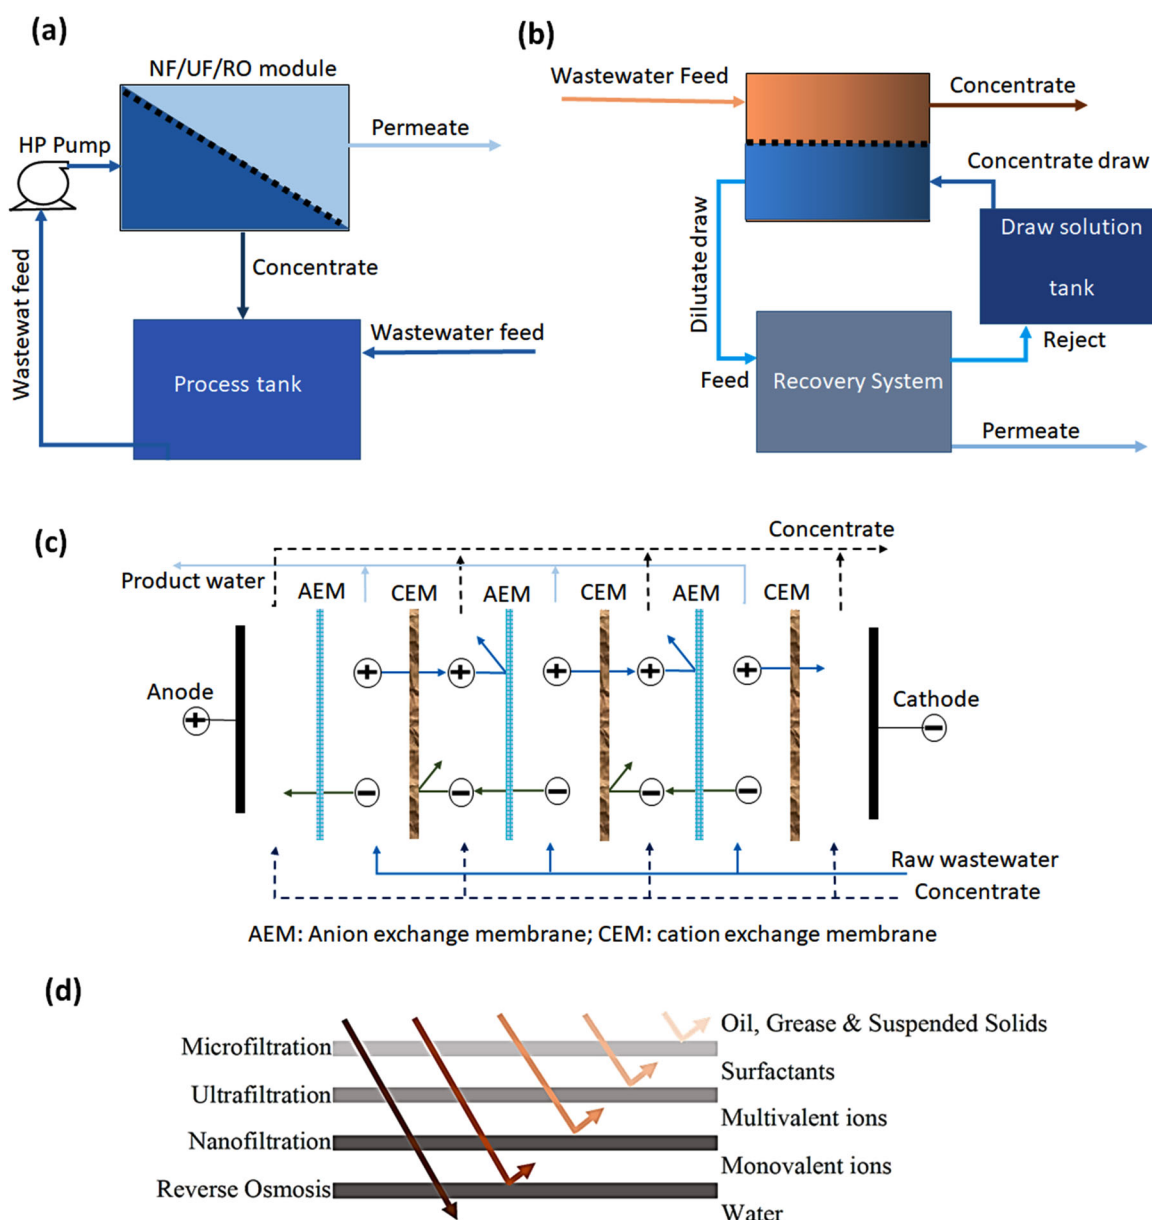 (a)
NF/UF/RO module
HP Pump
Permeate
Concentrate
Wastewat feed
Wastewater feed
Process tank
(b)
Wastewater Feed
Concentrate
Concentrate draw
Draw solution
tank
Dilutate draw
Reject
Feed
Recovery System
Permeate
(c)
Concentrate
Product water
AEM
CEM
AEM
CEM
AEM
CEM
+ + + + + +
Anode
+
Cathode
−
− − − − −
Raw wastewater
Concentrate
AEM: Anion exchange membrane; CEM: cation exchange membrane
(d)
Oil, Grease & Suspended Solids
Microfiltration
Surfactants
Ultrafiltration
Multivalent ions
Nanofiltration
Monovalent ions
Reverse Osmosis
Water